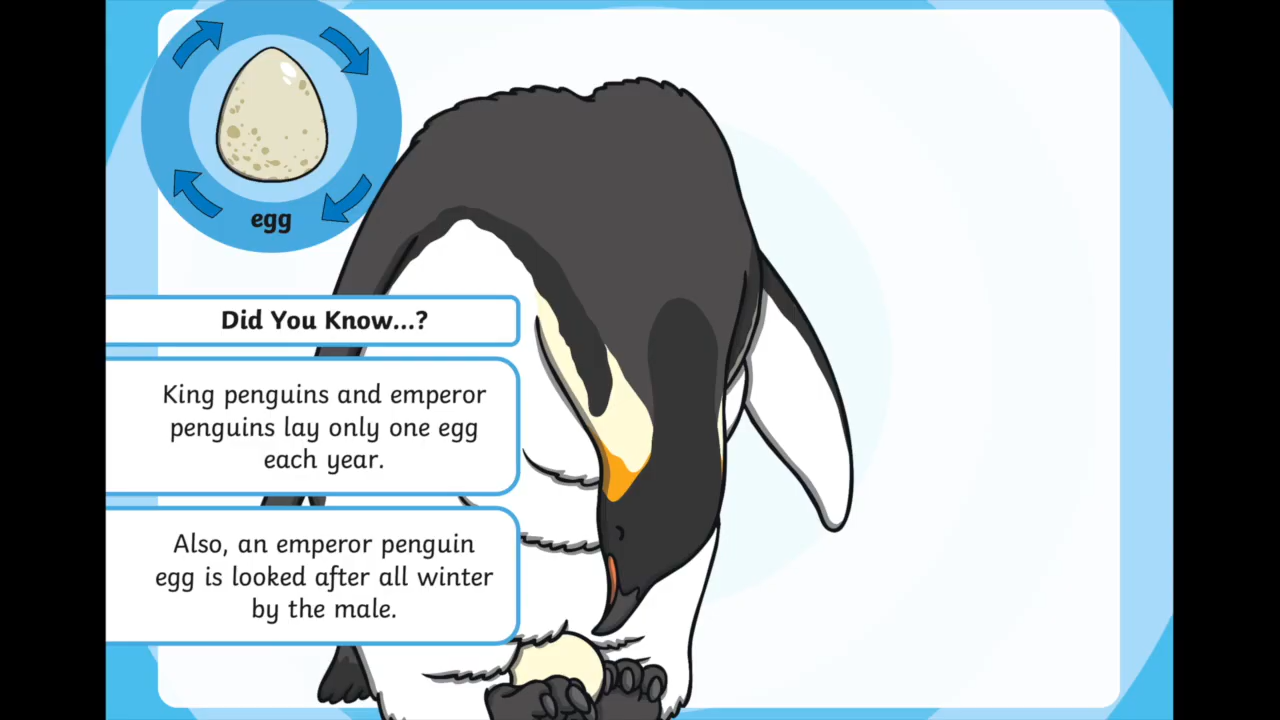 egg
Did You Know...?
King penguins and emperor
penguins lay only one egg
each year.
Also, an emperor penguin
egg is looked after all winter
by the male.